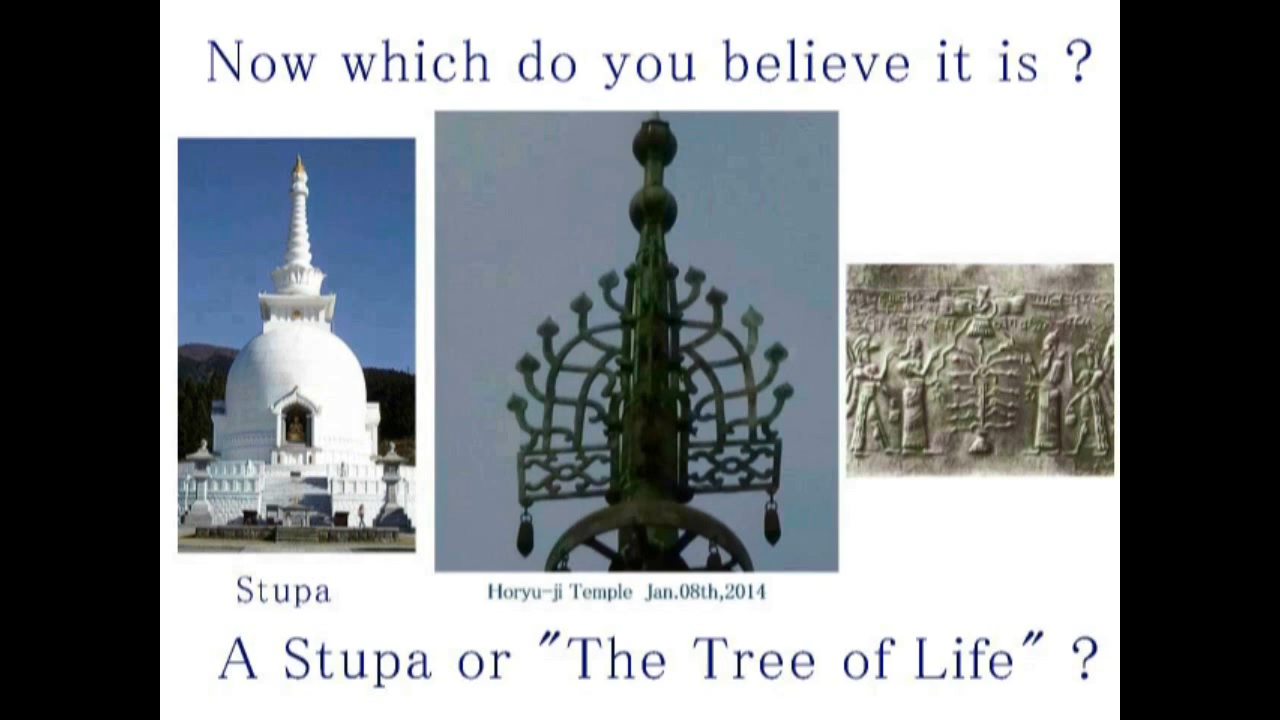 Now which do you believe it is ?
Stupa
Horyu-ji Temple Jan.08th,2014
A Stupa or "The Tree of Life" ?